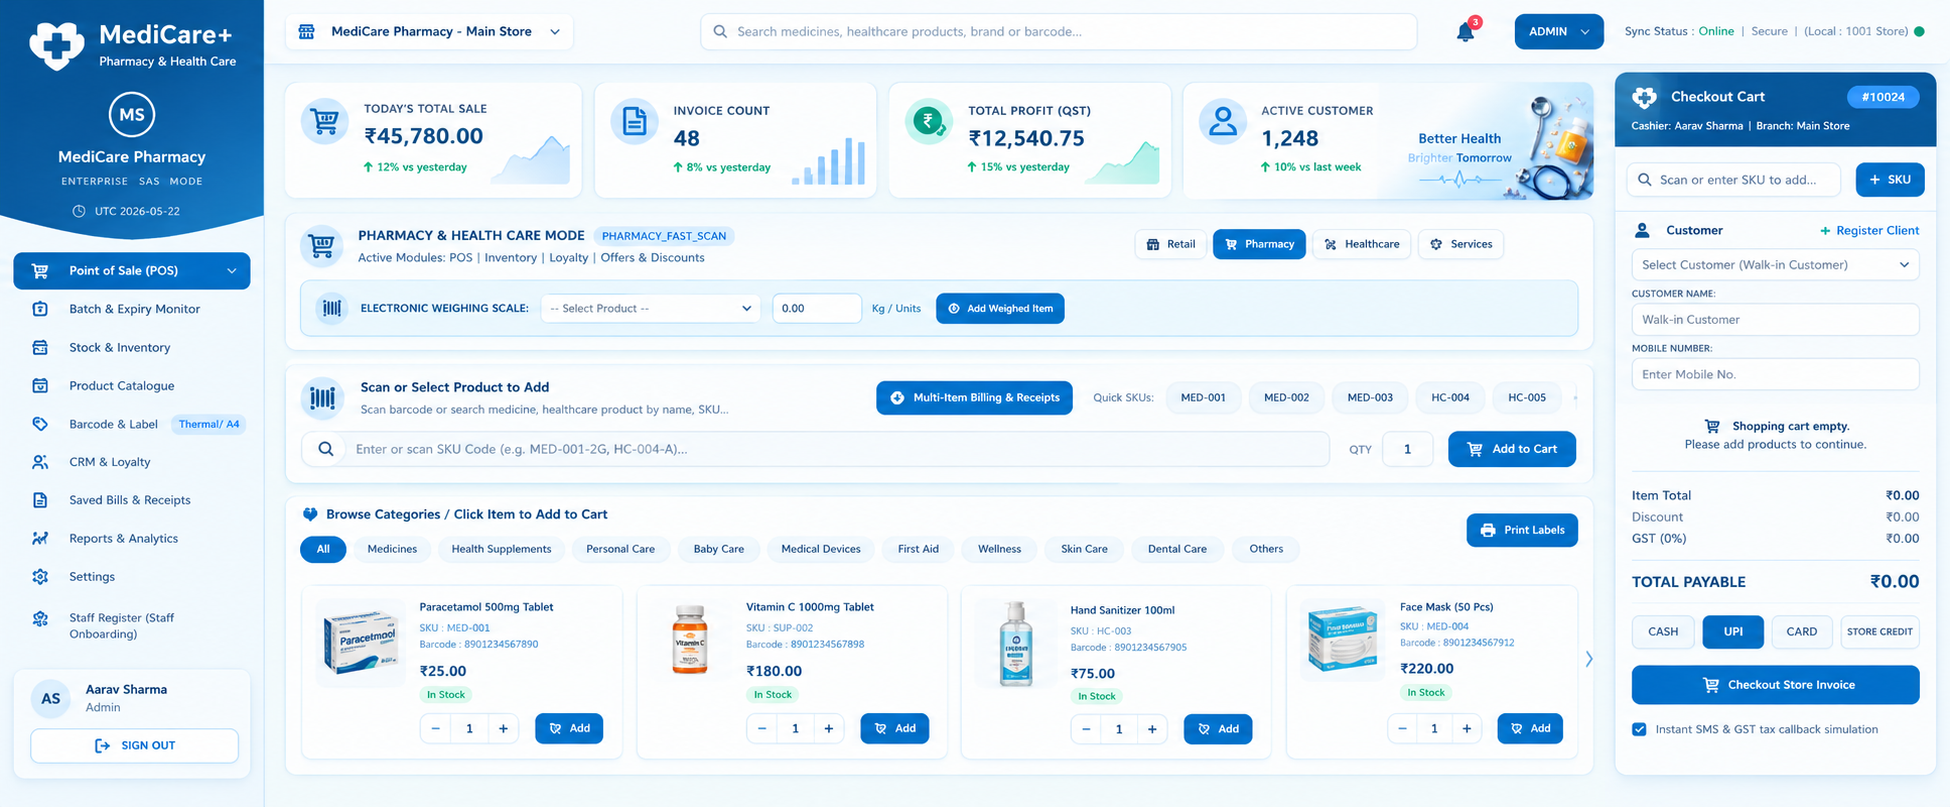 MediCare+
Pharmacy & Health Care
MS
MediCare Pharmacy
ENTERPRISE SAS MODE
UTC 2026-05-22
Point of Sale (POS)
Batch & Expiry Monitor
Stock & Inventory
Product Catalogue
Barcode & Label Thermal/ A4
CRM & Loyalty
Saved Bills & Receipts
Reports & Analytics
Settings
Staff Register (Staff
Onboarding)
AS
Aarav Sharma
Admin
SIGN OUT
MediCare Pharmacy - Main Store
Search medicines, healthcare products, brand or barcode...
3
ADMIN
Sync Status : Online | Secure | (Local : 1001 Store)
TODAY'S TOTAL SALE
₹45,780.00
12% vs yesterday
INVOICE COUNT
48
8% vs yesterday
TOTAL PROFIT (QST)
₹12,540.75
15% vs yesterday
ACTIVE CUSTOMER
1,248
10% vs last week
Better Health
Brighter Tomorrow
PHARMACY & HEALTH CARE MODE PHARMACY_FAST_SCAN
Active Modules: POS | Inventory | Loyalty | Offers & Discounts
Retail Pharmacy Healthcare Services
ELECTRONIC WEIGHING SCALE: -- Select Product -- 0.00 Kg / Units Add Weighed Item
Scan or Select Product to Add
Scan barcode or search medicine, healthcare product by name, SKU...
Multi-Item Billing & Receipts Quick SKUs: MED-001 MED-002 MED-003 HC-004 HC-005
Enter or scan SKU Code (e.g. MED-001-2G, HC-004-A)...
QTY 1 Add to Cart
Browse Categories / Click Item to Add to Cart
Print Labels
All Medicines Health Supplements Personal Care Baby Care Medical Devices First Aid Wellness Skin Care Dental Care Others
Paracetmool
Paracetamol 500mg Tablet
SKU : MED-001
Barcode : 8901234567890
₹25.00
In Stock
− 1 + Add
Vitamin C
Vitamin C 1000mg Tablet
SKU : SUP-002
Barcode : 8901234567898
₹180.00
In Stock
− 1 + Add
Hand Sanitizer 100ml
SKU : HC-003
Barcode : 8901234567905
₹75.00
In Stock
− 1 + Add
Face Mask (50 Pcs)
SKU : MED-004
Barcode : 8901234567912
₹220.00
In Stock
− 1 + Add
Checkout Cart #10024
Cashier: Aarav Sharma | Branch: Main Store
Scan or enter SKU to add... + SKU
Customer + Register Client
Select Customer (Walk-in Customer)
CUSTOMER NAME:
Walk-in Customer
MOBILE NUMBER:
Enter Mobile No.
Shopping cart empty.
Please add products to continue.
Item Total ₹0.00
Discount ₹0.00
GST (0%) ₹0.00
TOTAL PAYABLE ₹0.00
CASH UPI CARD STORE CREDIT
Checkout Store Invoice
Instant SMS & GST tax callback simulation